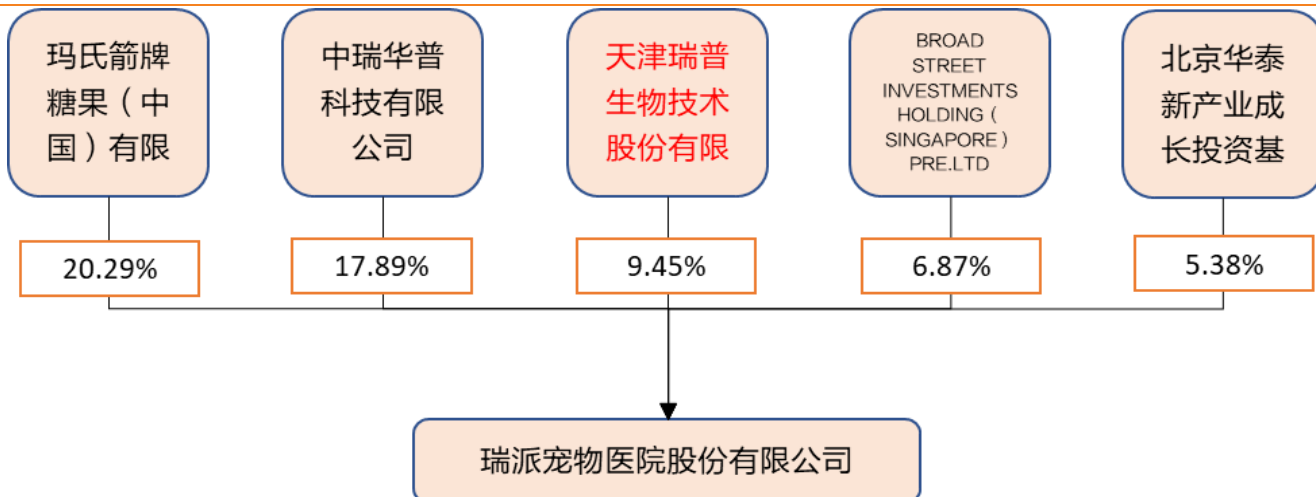 玛氏箭牌
糖果（中
国）有限
中瑞华普
科技有限
公司
天津瑞普
生物技术
股份有限
BROAD
STREET
INVESTMENTS
HOLDING（
SINGAPORE）
PRE.LTD
北京华泰
新产业成
长投资基
20.29%
17.89%
9.45%
6.87%
5.38%
瑞派宠物医院股份有限公司